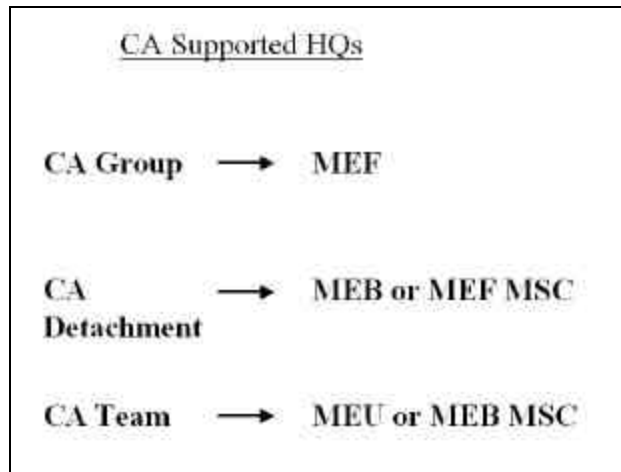 CA Supported HQs
CA Group → MEF
CA → MEB or MEF MSC
Detachment
CA Team → MEU or MEB MSC